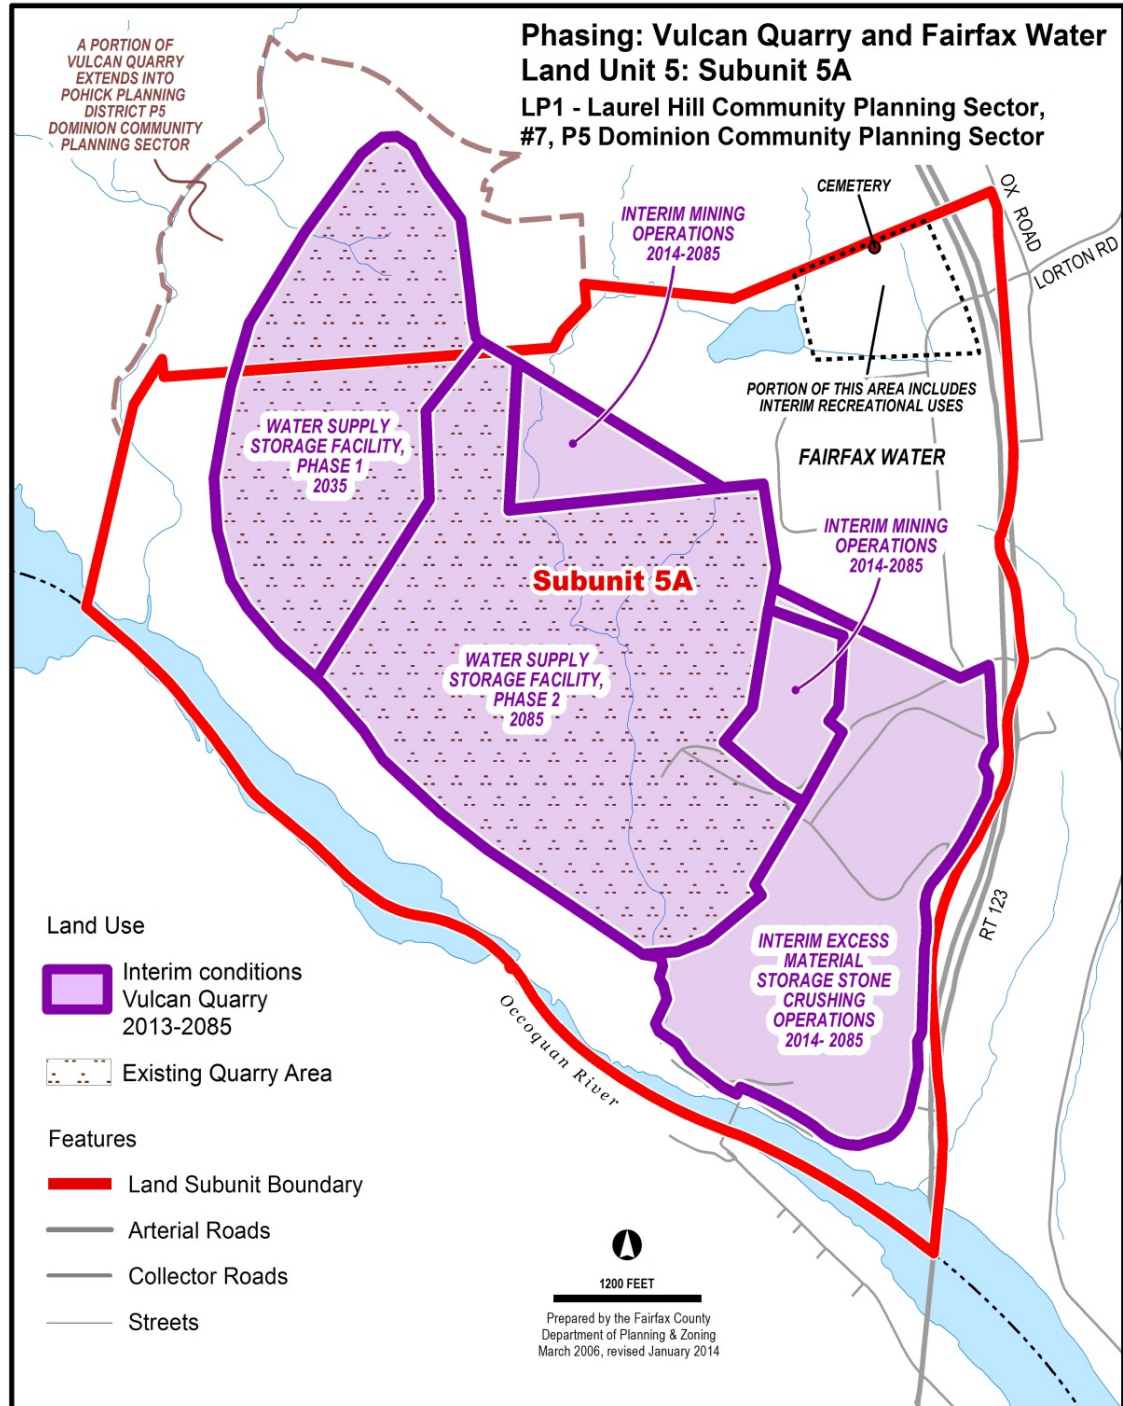 Phasing: Vulcan Quarry and Fairfax Water
Land Unit 5: Subunit 5A
LP1 - Laurel Hill Community Planning Sector,
#7, P5 Dominion Community Planning Sector
A PORTION OF
VULCAN QUARRY
EXTENDS INTO
POHICK PLANNING
DISTRICT P5
DOMINION COMMUNITY
PLANNING SECTOR
CEMETERY
OX ROAD
LORTON RD
INTERIM MINING
OPERATIONS
2014-2085
PORTION OF THIS AREA INCLUDES
INTERIM RECREATIONAL USES
FAIRFAX WATER
WATER SUPPLY
STORAGE FACILITY,
PHASE 1
2035
INTERIM MINING
OPERATIONS
2014-2085
Subunit 5A
WATER SUPPLY
STORAGE FACILITY,
PHASE 2
2085
RT 123
INTERIM EXCESS
MATERIAL
STORAGE STONE
CRUSHING
OPERATIONS
2014- 2085
Occoquan River
Land Use
Interim conditions
Vulcan Quarry
2013-2085
Existing Quarry Area
Features
Land Subunit Boundary
Arterial Roads
Collector Roads
Streets
1200 FEET
Prepared by the Fairfax County
Department of Planning & Zoning
March 2006, revised January 2014